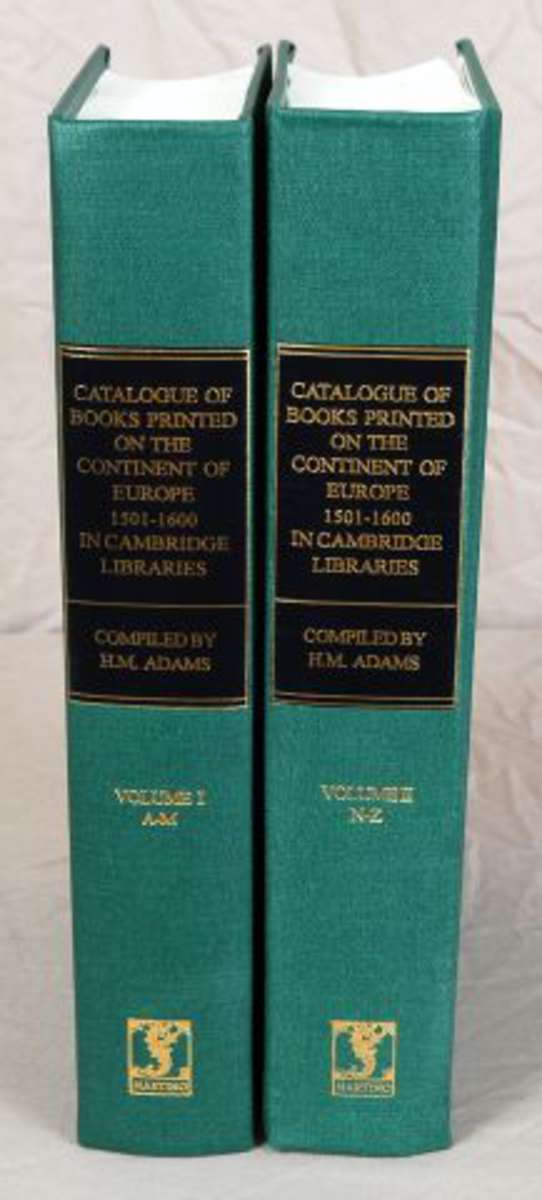 CATALOGUE OF
BOOKS PRINTED
ON THE
CONTINENT OF
EUROPE
1501-1600
IN CAMBRIDGE
LIBRARIES
COMPILED BY
H.M. ADAMS
VOLUME I
A-M
MARTINO
CATALOGUE OF
BOOKS PRINTED
ON THE
CONTINENT OF
EUROPE
1501-1600
IN CAMBRIDGE
LIBRARIES
COMPILED BY
H.M. ADAMS
VOLUME II
N-Z
MARTINO